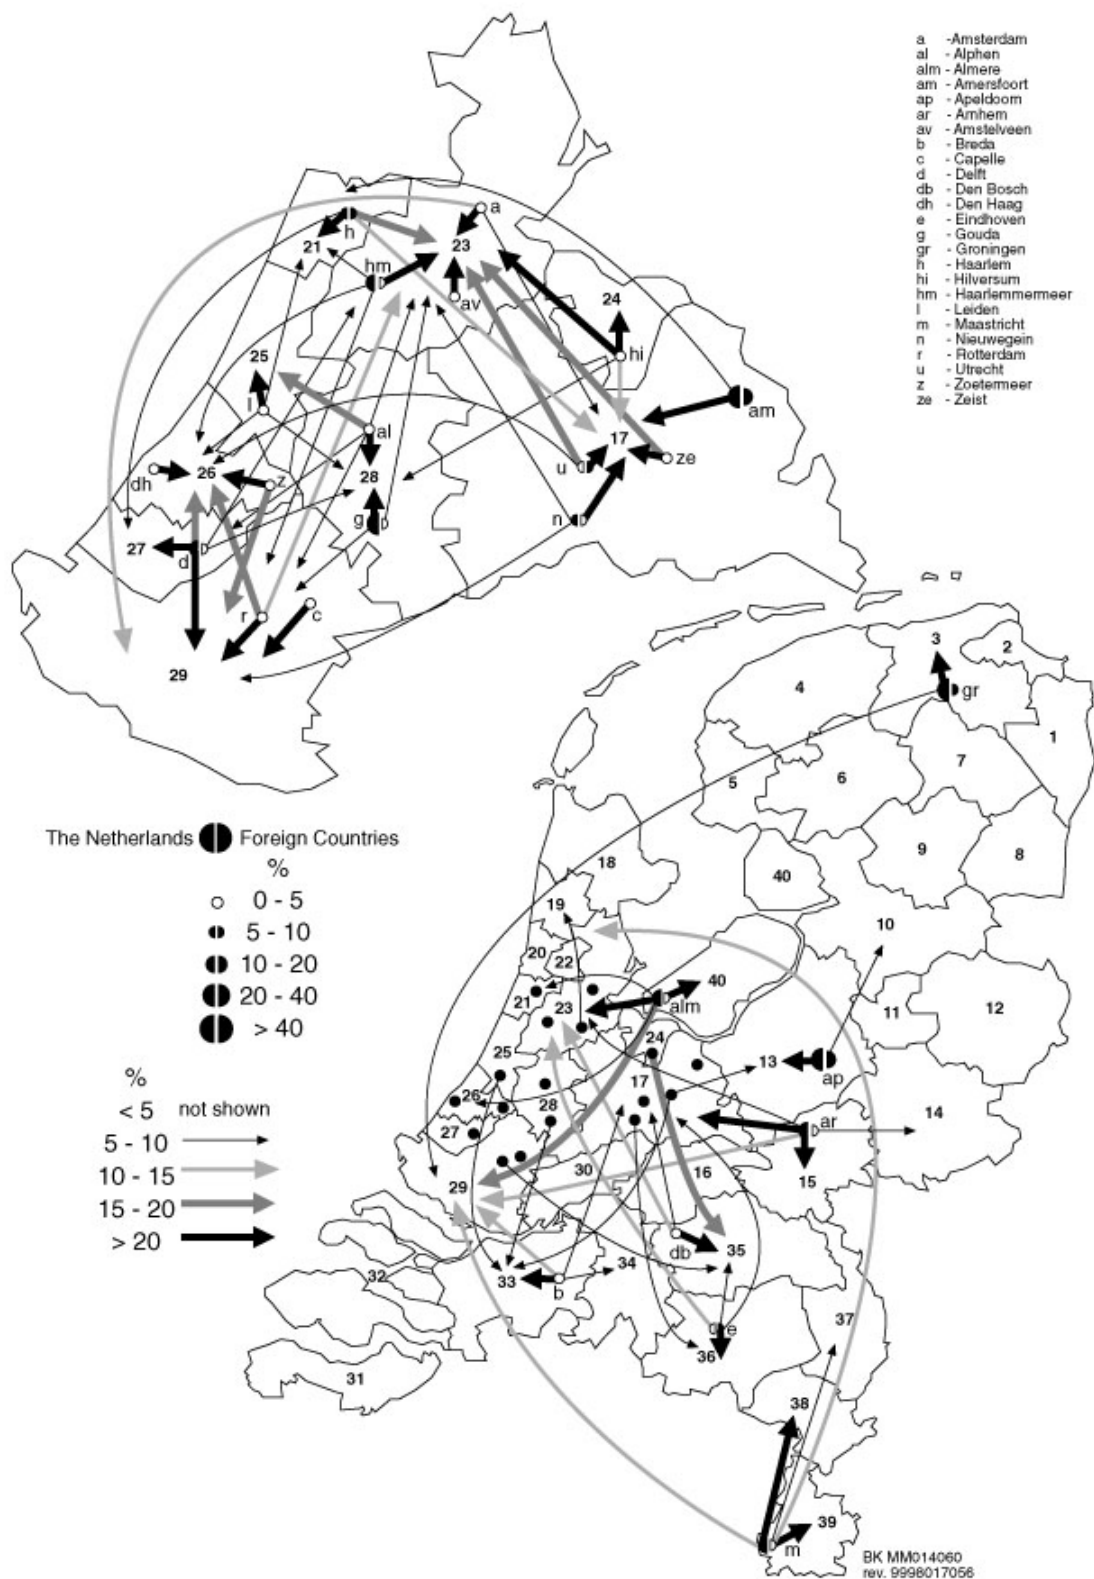 a - Amsterdam
al - Alphen
alm - Almere
am - Amersfoort
ap - Apeldoorn
ar - Arnhem
av - Amstelveen
b - Breda
c - Capelle
d - Delft
db - Den Bosch
dh - Den Haag
e - Eindhoven
g - Gouda
gr - Groningen
h - Haarlem
hi - Hilversum
hm - Haarlemmermeer
l - Leiden
m - Maastricht
n - Nieuwegein
r - Rotterdam
u - Utrecht
z - Zoetermeer
ze - Zeist
a
h
21
23
hm
av
24
25
hi
l
am
al
17
dh
26
z
28
u
ze
g
n
27
d
r
c
29
3
2
4
gr
1
5
6
7
The Netherlands Foreign Countries
%
0 - 5
5 - 10
10 - 20
20 - 40
> 40
9
8
18
40
19
10
20
22
21
23
40
alm
11
12
24
25
13
ap
17
26
28
14
27
ar
30
16
15
29
%
< 5 not shown
5 - 10
10 - 15
15 - 20
> 20
db
35
34
32
33
b
37
e
36
31
38
39
m
BK MM014060
rev. 9998017056